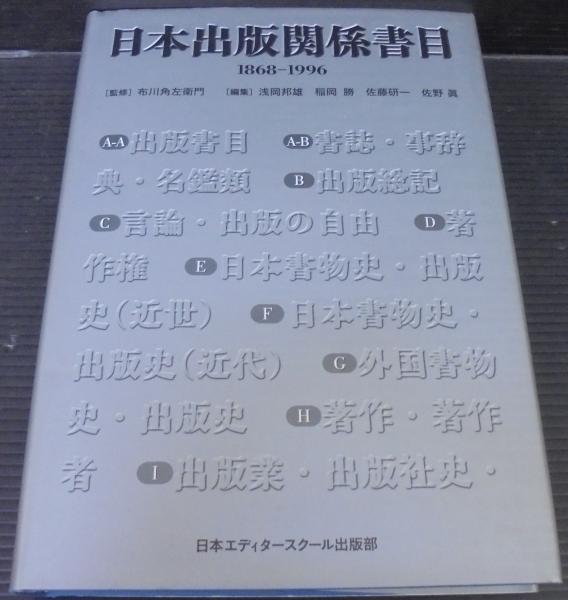 日本出版関係書目
1868–1996
［監修］布川角左衛門　［編集］浅岡邦雄　稲岡 勝　佐藤研一　佐野 眞
A-A 出版書目　A-B 書誌・事辞
典・名鑑類　B 出版総記
C 言論・出版の自由　D 著
作権　E 日本書物史・出版
史（近世）　F 日本書物史・
出版史（近代）　G 外国書物
史・出版史　H 著作・著作
者　I 出版業・出版社史・
日本エディタースクール出版部